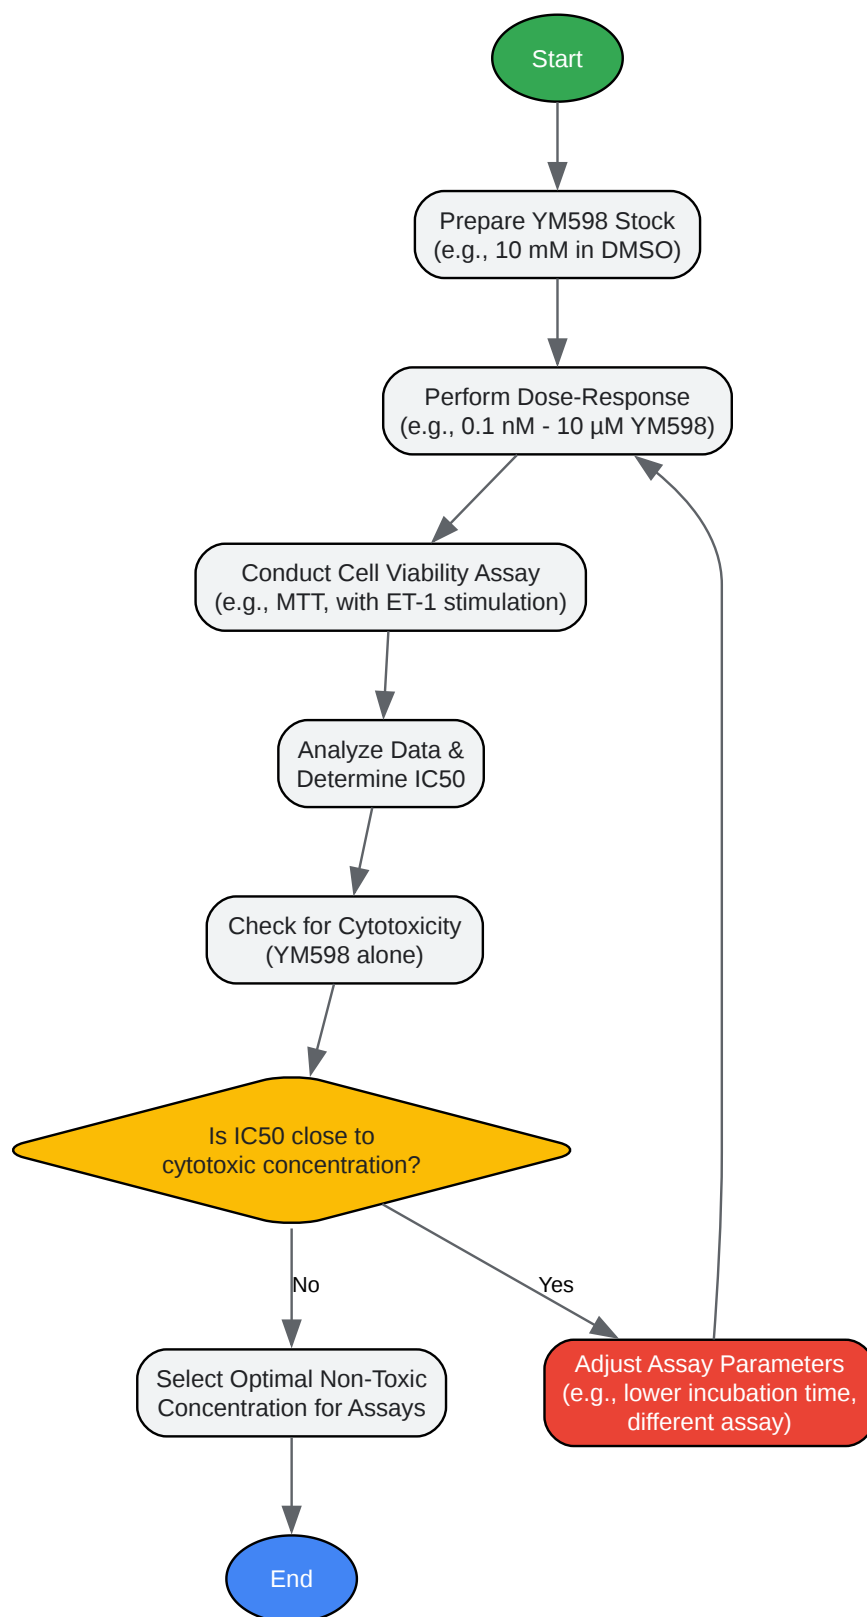 Start
Prepare YM598 Stock
(e.g., 10 mM in DMSO)
Perform Dose-Response
(e.g., 0.1 nM - 10 µM YM598)
Conduct Cell Viability Assay
(e.g., MTT, with ET-1 stimulation)
Analyze Data &
Determine IC50
Check for Cytotoxicity
(YM598 alone)
Is IC50 close to
cytotoxic concentration?
No
Yes
Select Optimal Non-Toxic
Concentration for Assays
Adjust Assay Parameters
(e.g., lower incubation time,
different assay)
End